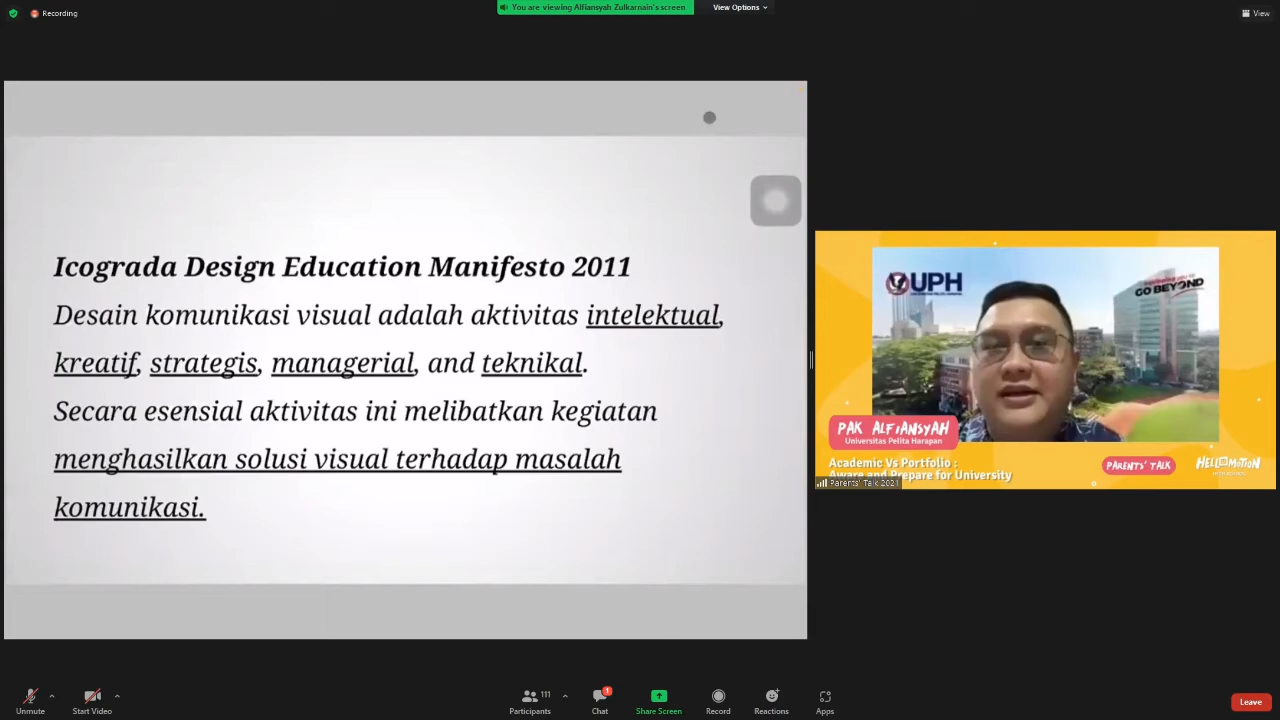 Recording
You are viewing Alfiansyah Zulkarnain's screen
View Options
View
Icograda Design Education Manifesto 2011
Desain komunikasi visual adalah aktivitas intelektual,
kreatif, strategis, managerial, and teknikal.
Secara esensial aktivitas ini melibatkan kegiatan
menghasilkan solusi visual terhadap masalah
komunikasi.
UPH
UNIVERSITAS PELITA HARAPAN
GO BEYOND
PAK ALFIANSYAH
Universitas Pelita Harapan
Academic Vs Portfolio :
Aware and Prepare for University
PARENTS' TALK
HELLOMOTION
Parents' Talk 2021
Unmute
Start Video
Participants
111
Chat
1
Share Screen
Record
Reactions
Apps
Leave